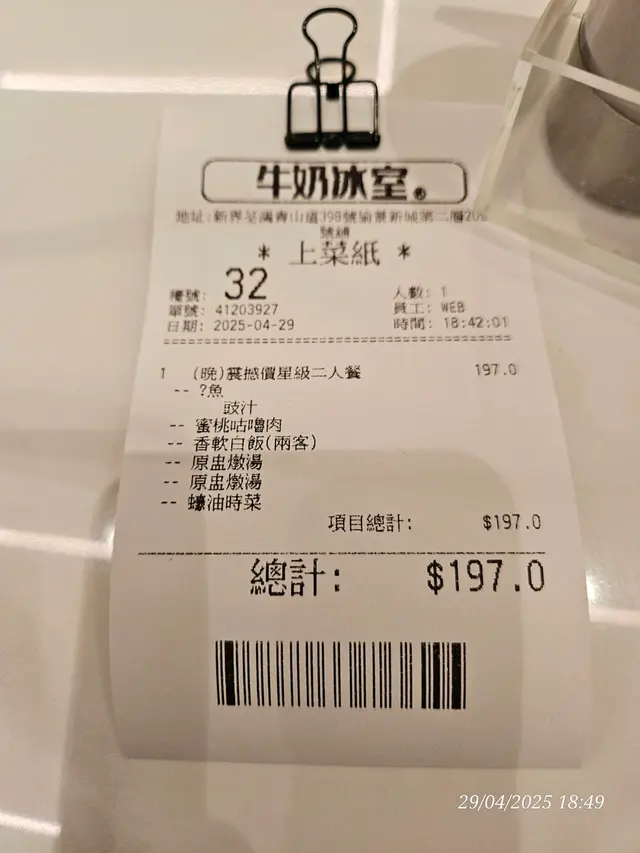 牛奶冰室®
地址:新界荃灣青山道398號愉景新城第二層20
號舖
* 上菜紙 *
檯號: 32
人數: 1
單號: 41203927
員工: WEB
日期: 2025-04-29
時間: 18:42:01
1 (晚)震撼價星級二人餐 197.0
-- ?魚
豉汁
-- 蜜桃咕嚕肉
-- 香軟白飯(兩客)
-- 原盅燉湯
-- 原盅燉湯
-- 蠔油時菜
項目總計: $197.0
總計: $197.0
29/04/2025 18:49